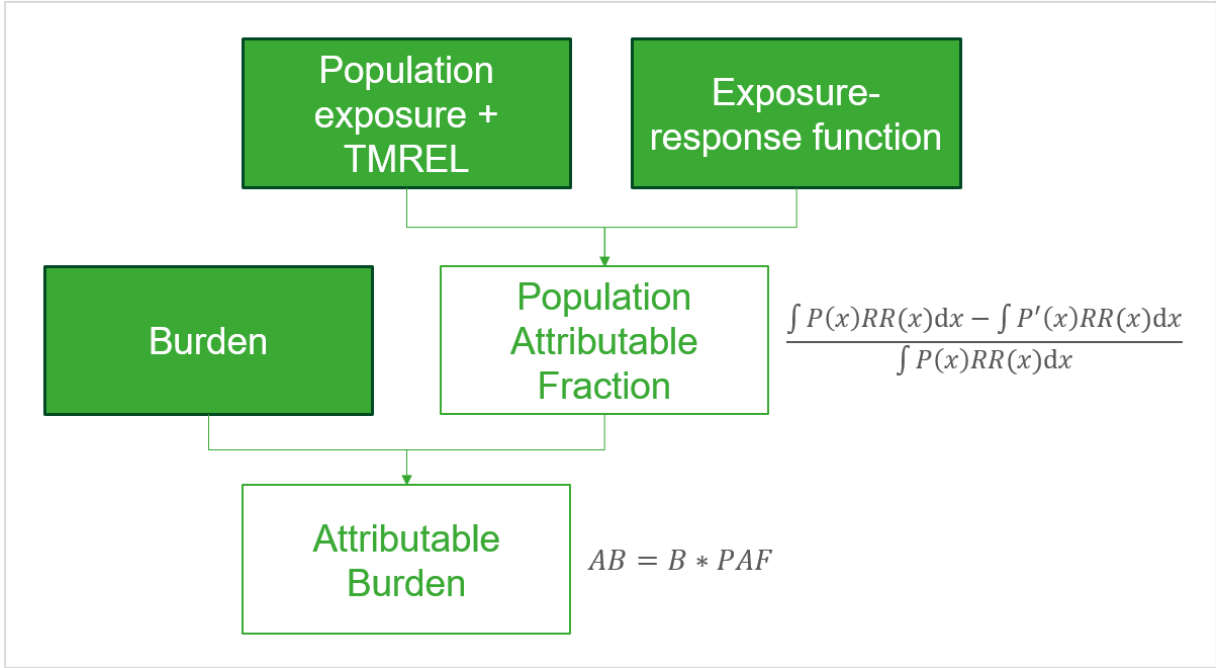 Population
exposure +
TMREL
Exposure-
response function
Burden
Population
Attributable
Fraction
∫ P(x)RR(x)dx − ∫ P′(x)RR(x)dx
∫ P(x)RR(x)dx
Attributable
Burden
AB = B ∗ PAF